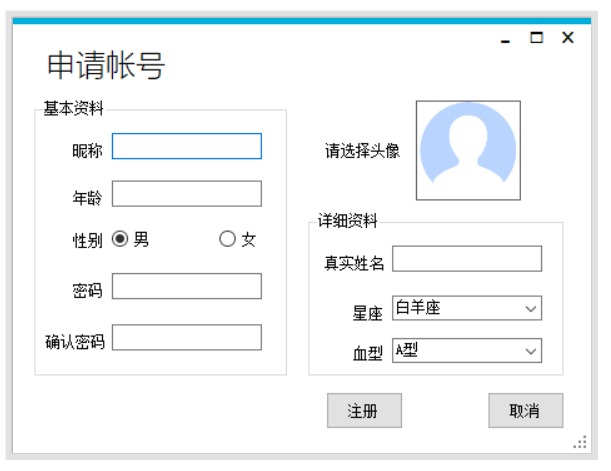 申请帐号
基本资料
昵称
年龄
性别 男 女
密码
确认密码
请选择头像
详细资料
真实姓名
星座 白羊座
血型 A型
注册 取消